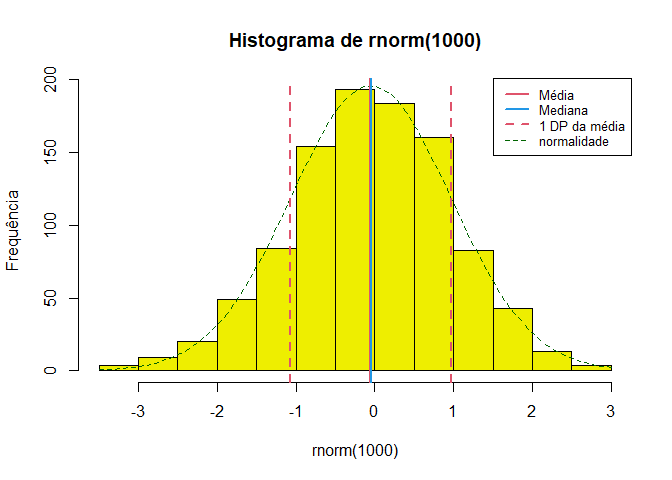 Histograma de rnorm(1000)
Média
Mediana
1 DP da média
normalidade
Frequência
200
150
100
50
0
-3
-2
-1
0
1
2
3
rnorm(1000)